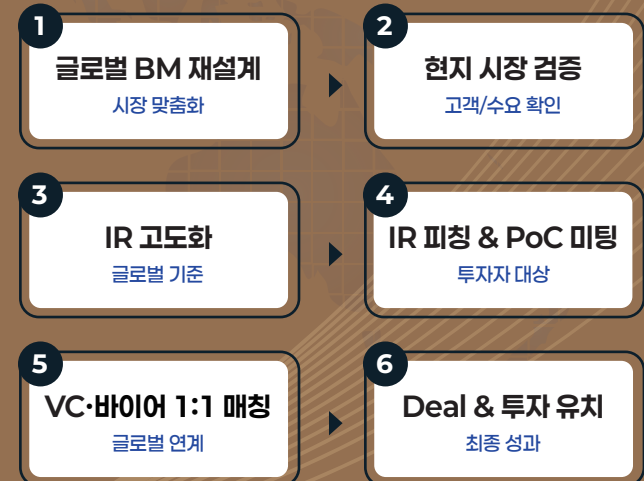 1
글로벌 BM 재설계
시장 맞춤화
2
현지 시장 검증
고객/수요 확인
3
IR 고도화
글로벌 기준
4
IR 피칭 & PoC 미팅
투자자 대상
5
VC·바이어 1:1 매칭
글로벌 연계
6
Deal & 투자 유치
최종 성과